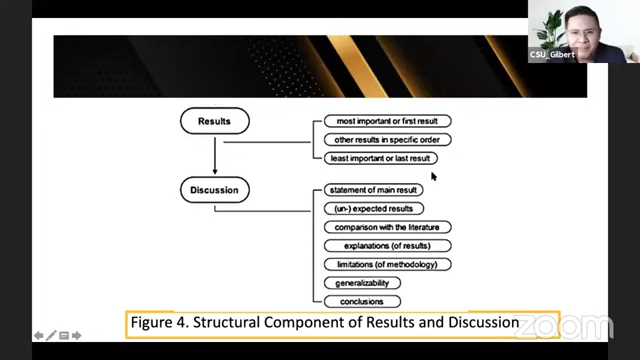 CSU_Gilbert
Results
most important or first result
other results in specific order
least important or last result
Discussion
statement of main result
(un-) expected results
comparison with the literature
explanations (of results)
limitations (of methodology)
generalizability
conclusions
Figure 4. Structural Component of Results and Discussion
zoom